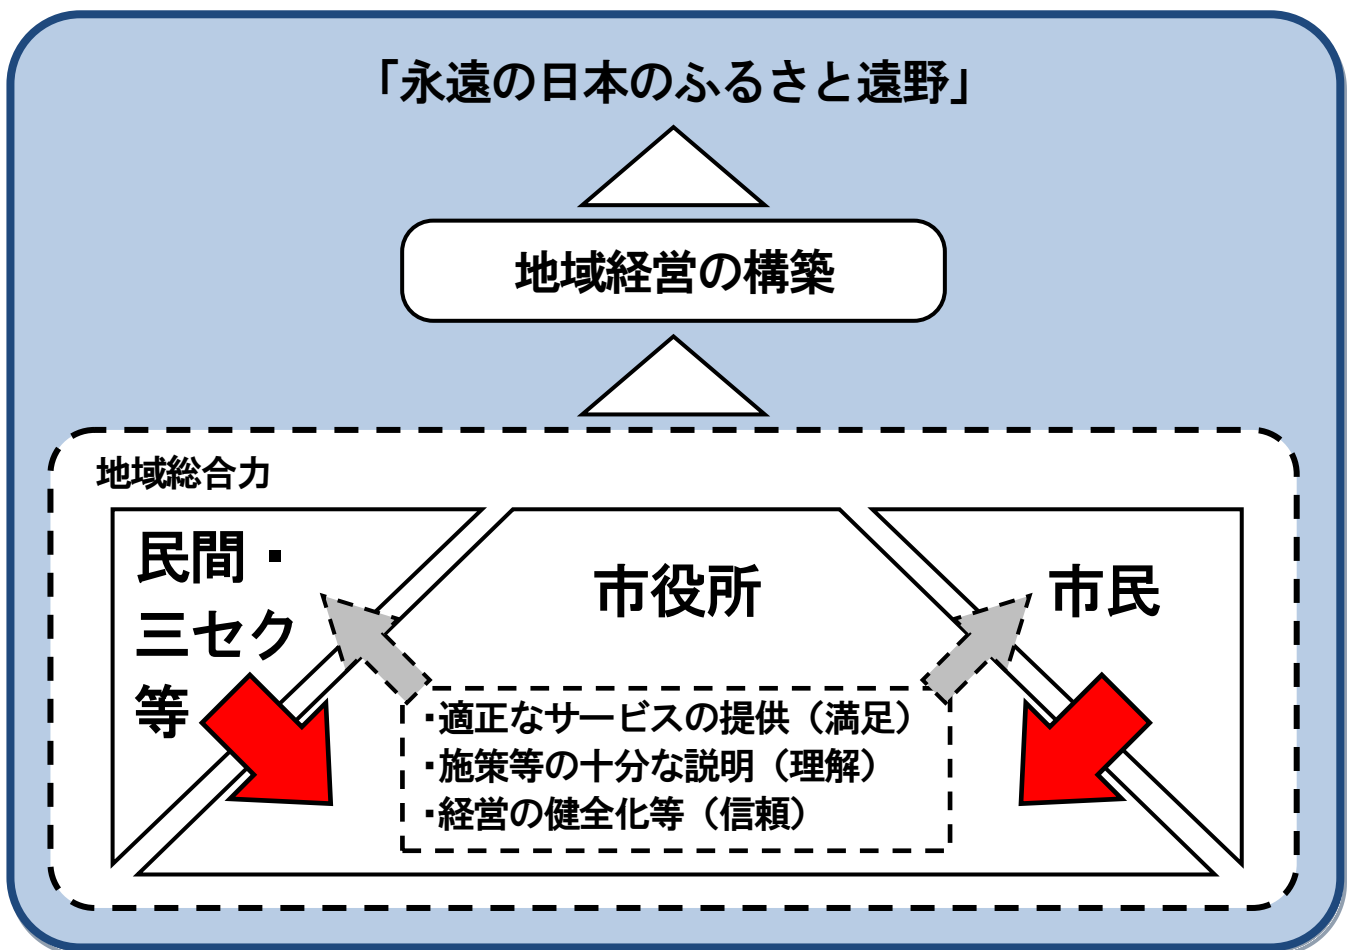 「永遠の日本のふるさと遠野」
地域経営の構築
地域総合力
民間・
三セク
等
市役所
市民
・適正なサービスの提供（満足）
・施策等の十分な説明（理解）
・経営の健全化等（信頼）